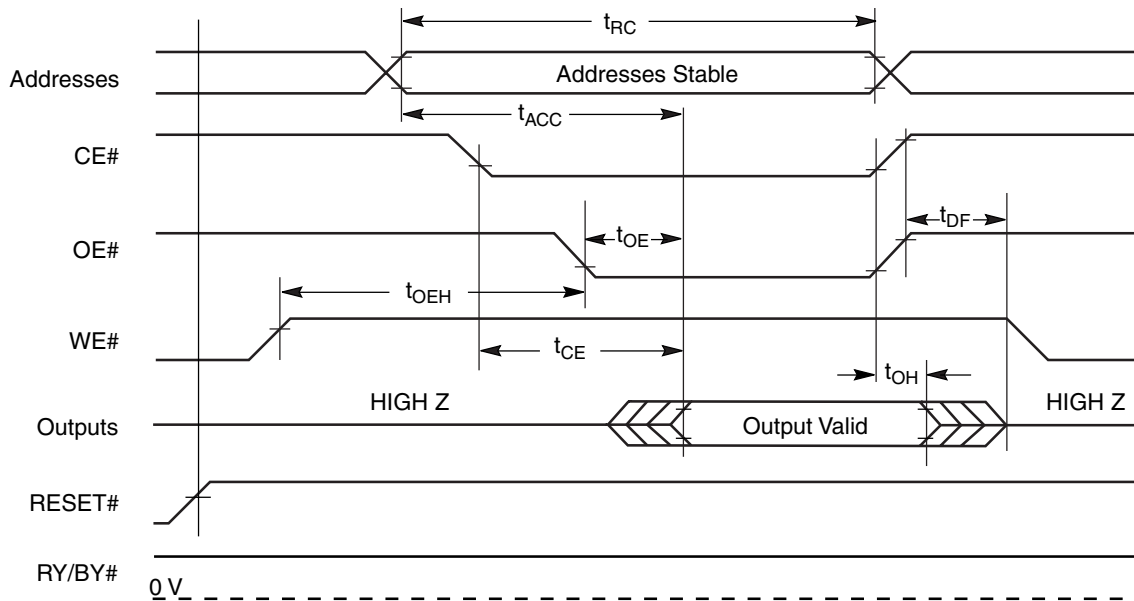 tRC
Addresses
Addresses Stable
tACC
CE#
tDF
OE#
tOE
tOEH
WE#
tCE
tOH
HIGH Z
HIGH Z
Outputs
Output Valid
RESET#
RY/BY#
0 V